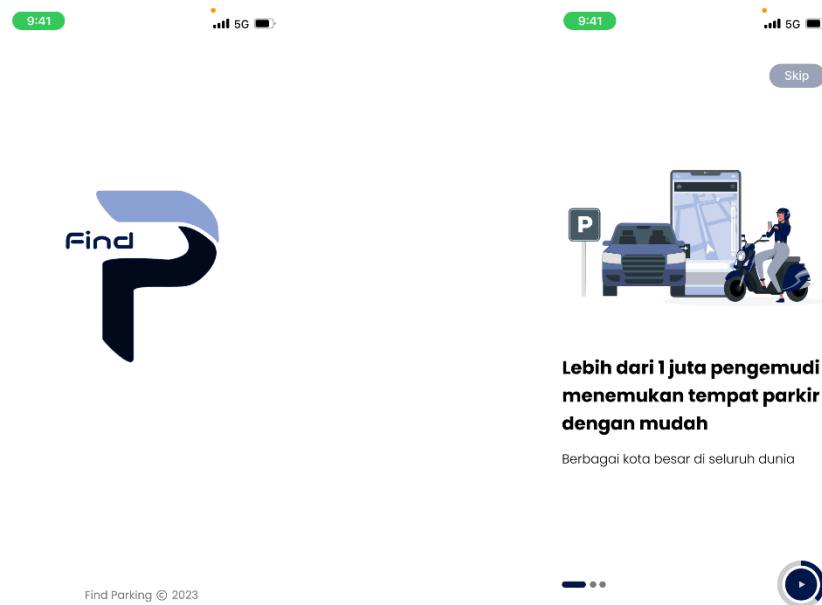 9:41
5G
Find
P
Find Parking © 2023
9:41
5G
Skip
P
Lebih dari 1 juta pengemudi
menemukan tempat parkir
dengan mudah
Berbagai kota besar di seluruh dunia